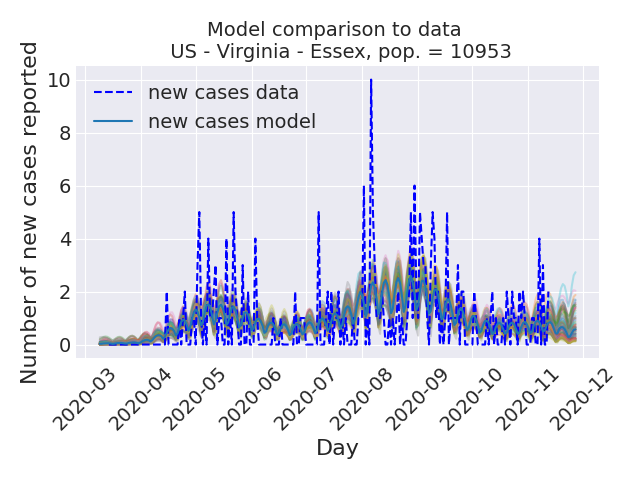 Model comparison to data
US - Virginia - Essex, pop. = 10953
Number of new cases reported
10
8
6
4
2
0
new cases data
new cases model
2020-03
2020-04
2020-05
2020-06
2020-07
2020-08
2020-09
2020-10
2020-11
2020-12
Day